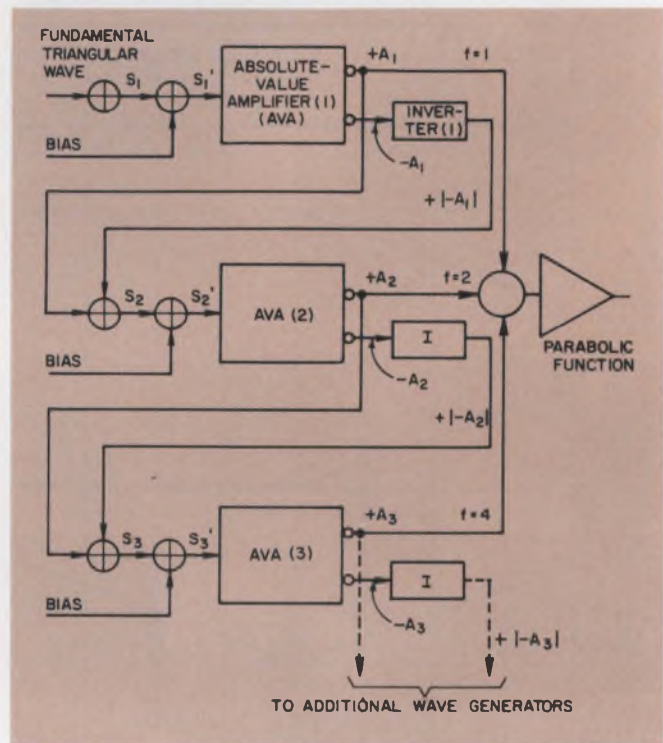 FUNDAMENTAL
TRIANGULAR
WAVE
S₁
S₁'
ABSOLUTE-
VALUE
AMPLIFIER (1)
(AVA)
+A₁
f=1
BIAS
INVER-
TER(1)
-A₁
+|-A₁|
S₂
S₂'
AVA (2)
+A₂
f=2
BIAS
I
-A₂
PARABOLIC
FUNCTION
+|-A₂|
S₃
S₃'
AVA (3)
+A₃
f=4
BIAS
I
-A₃
+ |-A₃|
TO ADDITIONAL WAVE GENERATORS